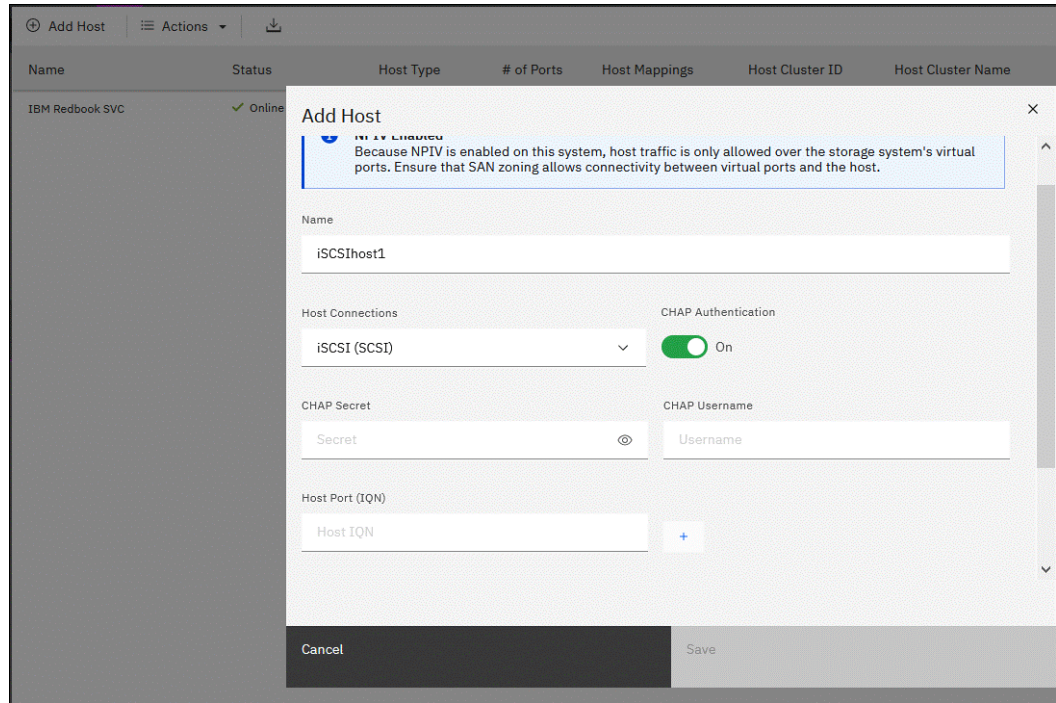 Add Host
Actions
Name Status Host Type # of Ports Host Mappings Host Cluster ID Host Cluster Name
IBM Redbook SVC Online
Add Host
NPIV Enabled
Because NPIV is enabled on this system, host traffic is only allowed over the storage system's virtual
ports. Ensure that SAN zoning allows connectivity between virtual ports and the host.
Name
iSCSIhost1
Host Connections CHAP Authentication
iSCSI (SCSI) On
CHAP Secret CHAP Username
Secret Username
Host Port (IQN)
Host IQN
+
Cancel Save